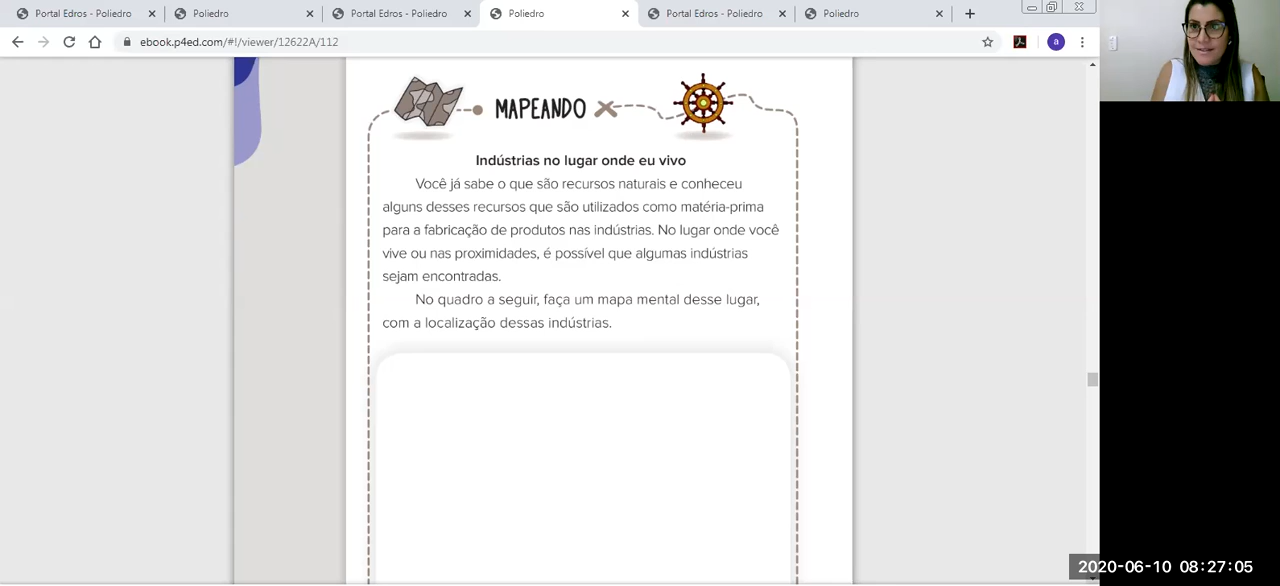 Portal Edros - Poliedro
Poliedro
Portal Edros - Poliedro
Poliedro
Portal Edros - Poliedro
Poliedro
ebook.p4ed.com/#!/viewer/12622A/112
a
MAPEANDO
Indústrias no lugar onde eu vivo
Você já sabe o que são recursos naturais e conheceu
alguns desses recursos que são utilizados como matéria-prima
para a fabricação de produtos nas indústrias. No lugar onde você
vive ou nas proximidades, é possível que algumas indústrias
sejam encontradas.
No quadro a seguir, faça um mapa mental desse lugar,
com a localização dessas indústrias.
2020-06-10 08:27:05